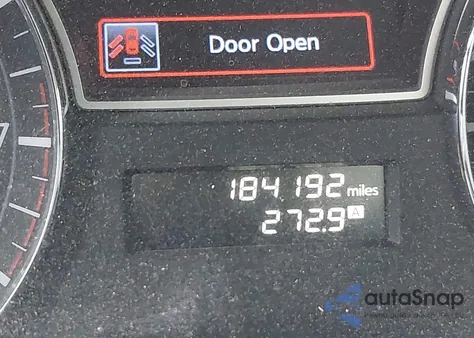 Door Open
184192 miles
272.9 A
autoSnap